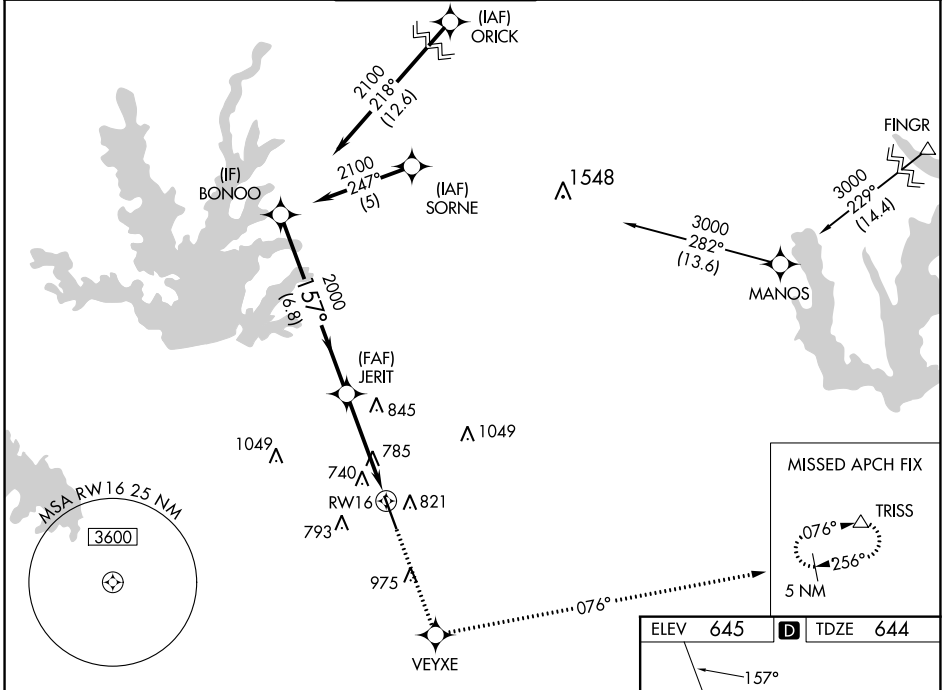 (IAF)
ORICK
2100
218°
(12.6)
(IF)
BONOO
2100
247°
(5)
(IAF)
SORNE
1548
FINGR
3000
229°
(14.4)
3000
282°
(13.6)
MANOS
2000
157°
(6.8)
(FAF)
JERIT
845
1049
1049
785
740
RW16
821
793
975
MSA RW16 25 NM
3600
MISSED APCH FIX
TRISS
076°
256°
5 NM
076°
VEYXE
ELEV 645 D TDZE 644
157°